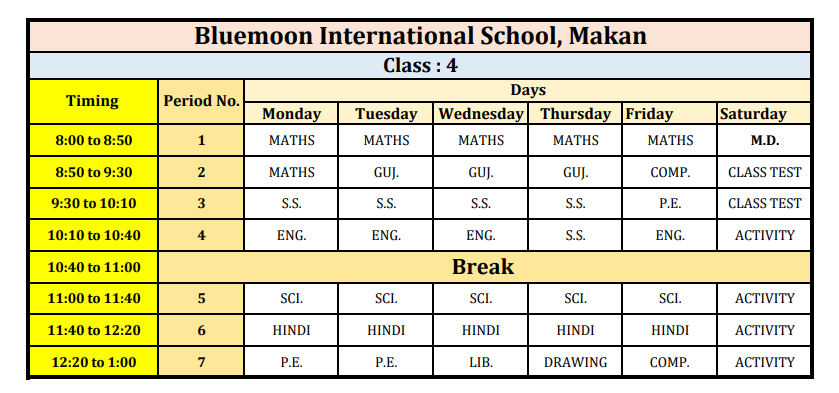 Bluemoon International School, Makan
Class : 4
Timing Period No. Days
Monday Tuesday Wednesday Thursday Friday Saturday
8:00 to 8:50 1 MATHS MATHS MATHS MATHS MATHS M.D.
8:50 to 9:30 2 MATHS GUJ. GUJ. GUJ. COMP. CLASS TEST
9:30 to 10:10 3 S.S. S.S. S.S. S.S. P.E. CLASS TEST
10:10 to 10:40 4 ENG. ENG. ENG. S.S. ENG. ACTIVITY
10:40 to 11:00 Break
11:00 to 11:40 5 SCI. SCI. SCI. SCI. SCI. ACTIVITY
11:40 to 12:20 6 HINDI HINDI HINDI HINDI HINDI ACTIVITY
12:20 to 1:00 7 P.E. P.E. LIB. DRAWING COMP. ACTIVITY